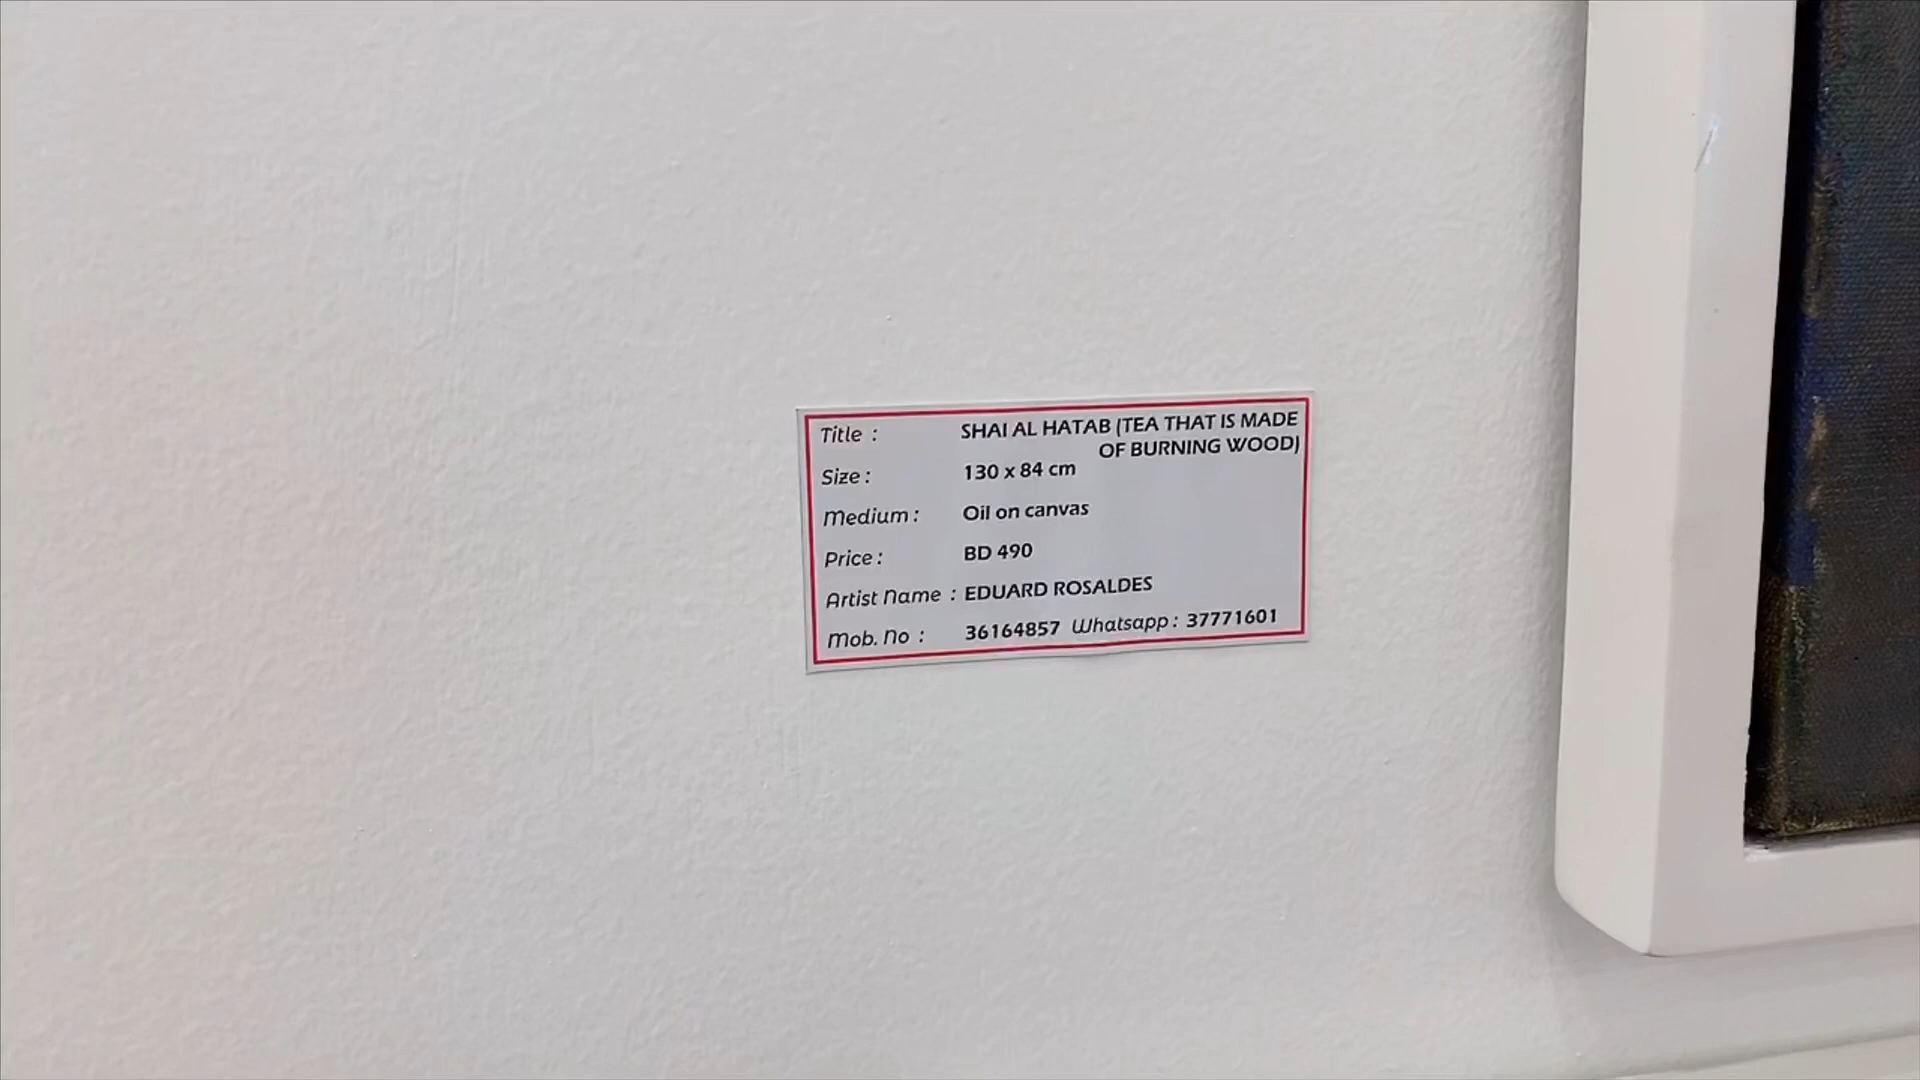 Title : SHAI AL HATAB (TEA THAT IS MADE
OF BURNING WOOD)
Size : 130 x 84 cm
Medium : Oil on canvas
Price : BD 490
Artist Name : EDUARD ROSALDES
Mob. No : 36164857 Whatsapp : 37771601